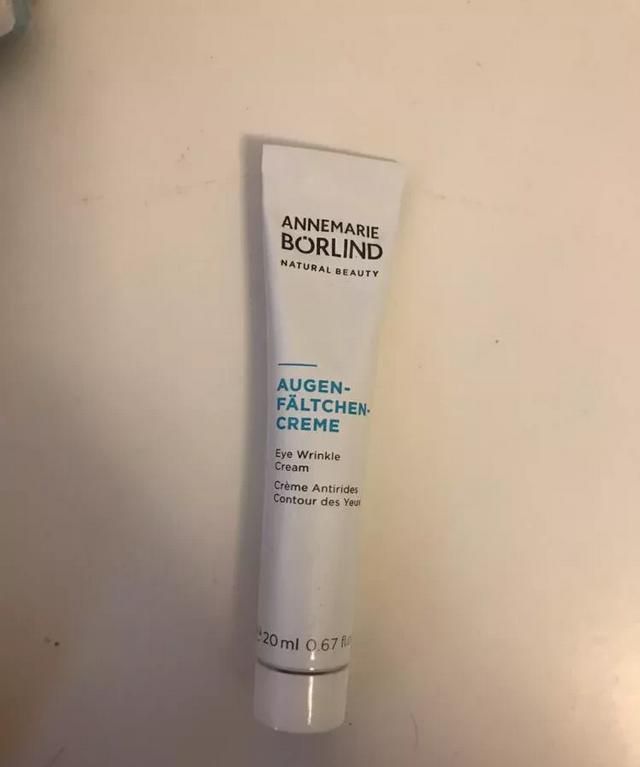 ANNEMARIE
BÖRLIND
NATURAL BEAUTY
AUGEN-
FÄLTCHEN-
CREME
Eye Wrinkle
Cream
Crème Antirides
Contour des Yeux
20 ml 0.67 fl.